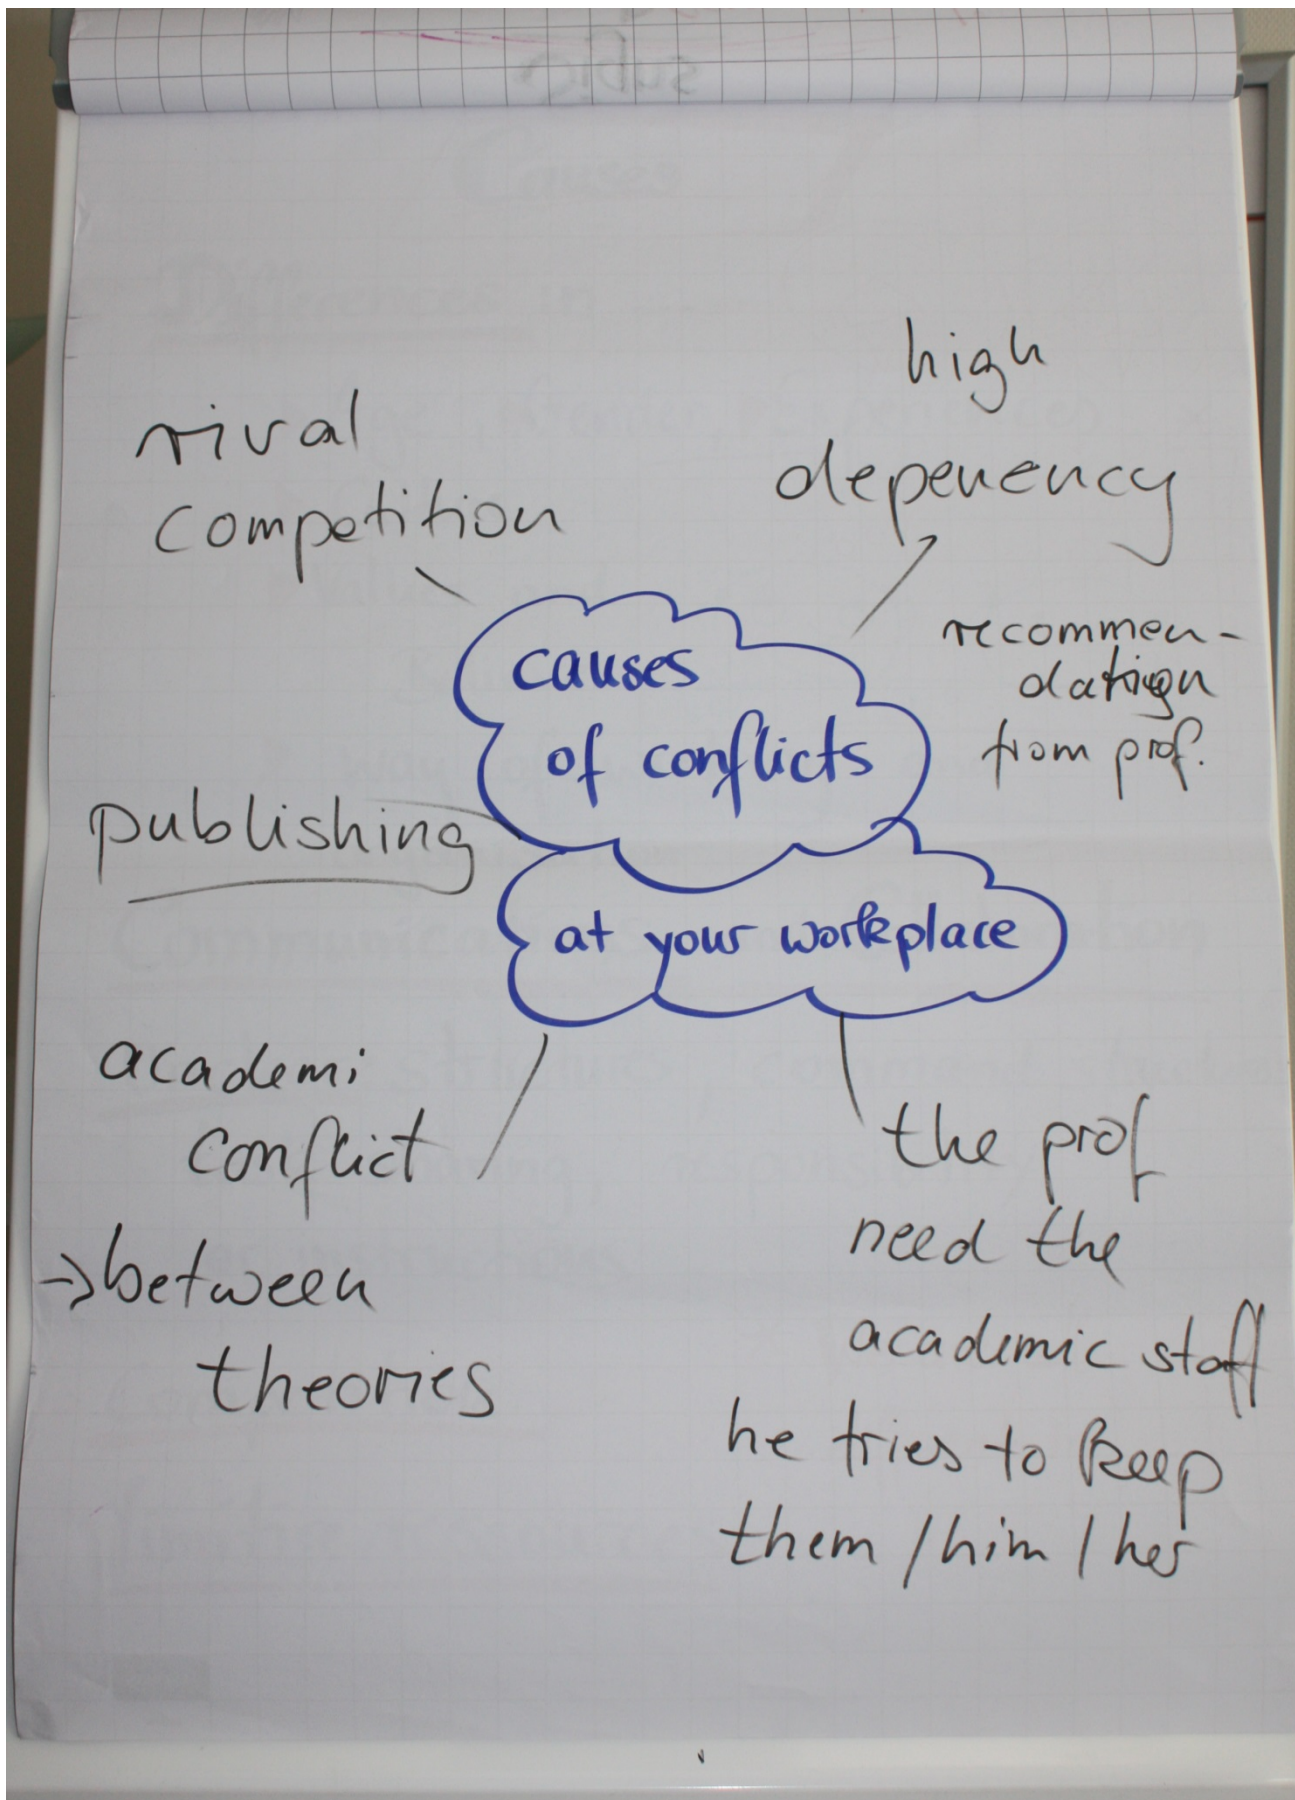 causes
of conflicts
at your workplace
rival
competition
high
depenency
recommen-
dation
from prof.
publishing
academi
conflict
→ between
theories
the prof
need the
academic staff
he tries to keep
them / him / her